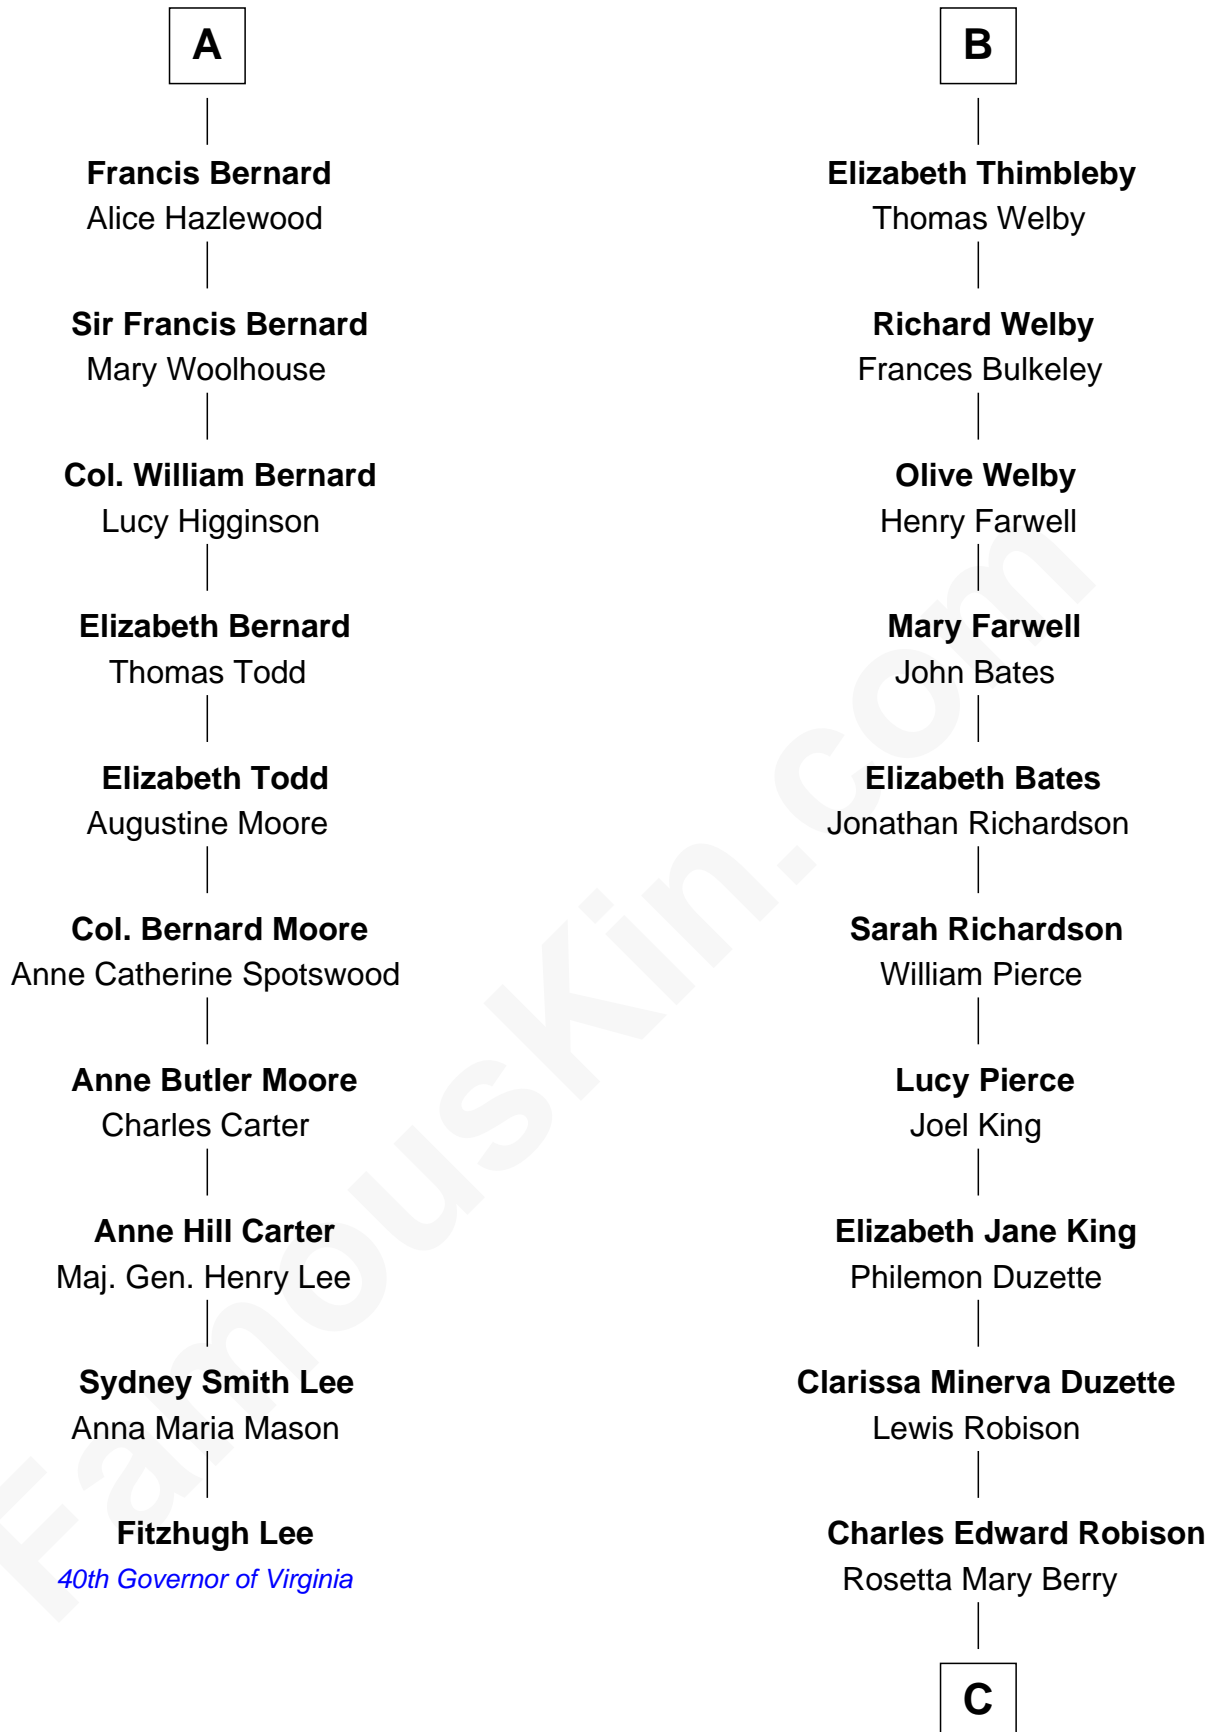 A
Francis Bernard
Alice Hazlewood
Sir Francis Bernard
Mary Woolhouse
Col. William Bernard
Lucy Higginson
Elizabeth Bernard
Thomas Todd
Elizabeth Todd
Augustine Moore
Col. Bernard Moore
Anne Catherine Spotswood
Anne Butler Moore
Charles Carter
Anne Hill Carter
Maj. Gen. Henry Lee
Sydney Smith Lee
Anna Maria Mason
Fitzhugh Lee
40th Governor of Virginia
B
Elizabeth Thimbleby
Thomas Welby
Richard Welby
Frances Bulkeley
Olive Welby
Henry Farwell
Mary Farwell
John Bates
Elizabeth Bates
Jonathan Richardson
Sarah Richardson
William Pierce
Lucy Pierce
Joel King
Elizabeth Jane King
Philemon Duzette
Clarissa Minerva Duzette
Lewis Robison
Charles Edward Robison
Rosetta Mary Berry
C
FamousKin.com